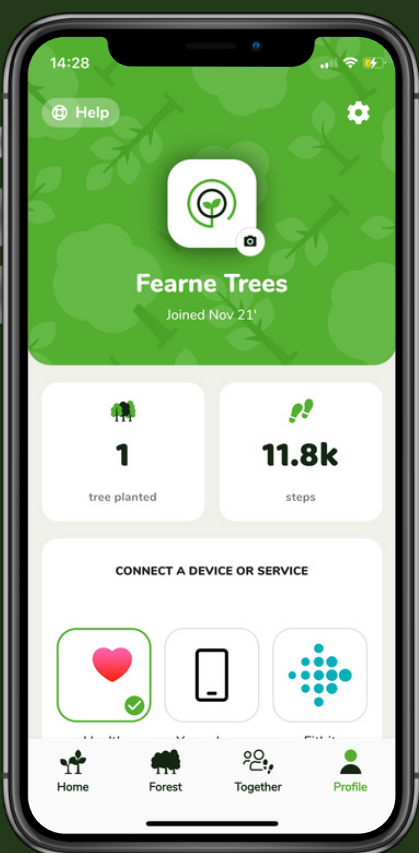 14:28
Help
Fearne Trees
Joined Nov 21'
1
11.8k
tree planted
steps
CONNECT A DEVICE OR SERVICE
Home
Forest
Together
Profile